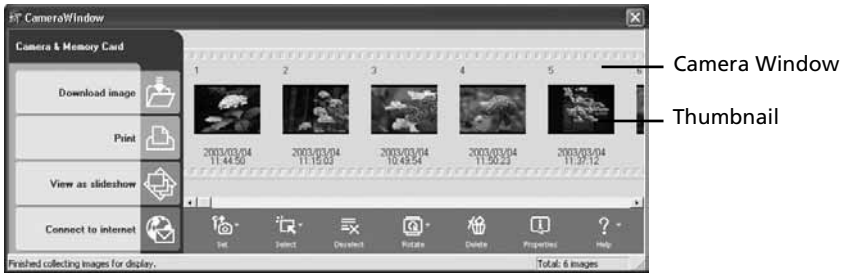 CameraWindow
Camera & Memory Card
Download image
Print
View as slideshow
Connect to internet
1 2 3 4 5 6
2003/03/04 2003/03/04 2003/03/04 2003/03/04 2003/03/04
11:44:50 11:15:03 10:49:54 11:50:23 11:37:12
Set Select Deselect Rotate Delete Properties Help
Finished collecting images for display. Total: 6 images
Camera Window
Thumbnail